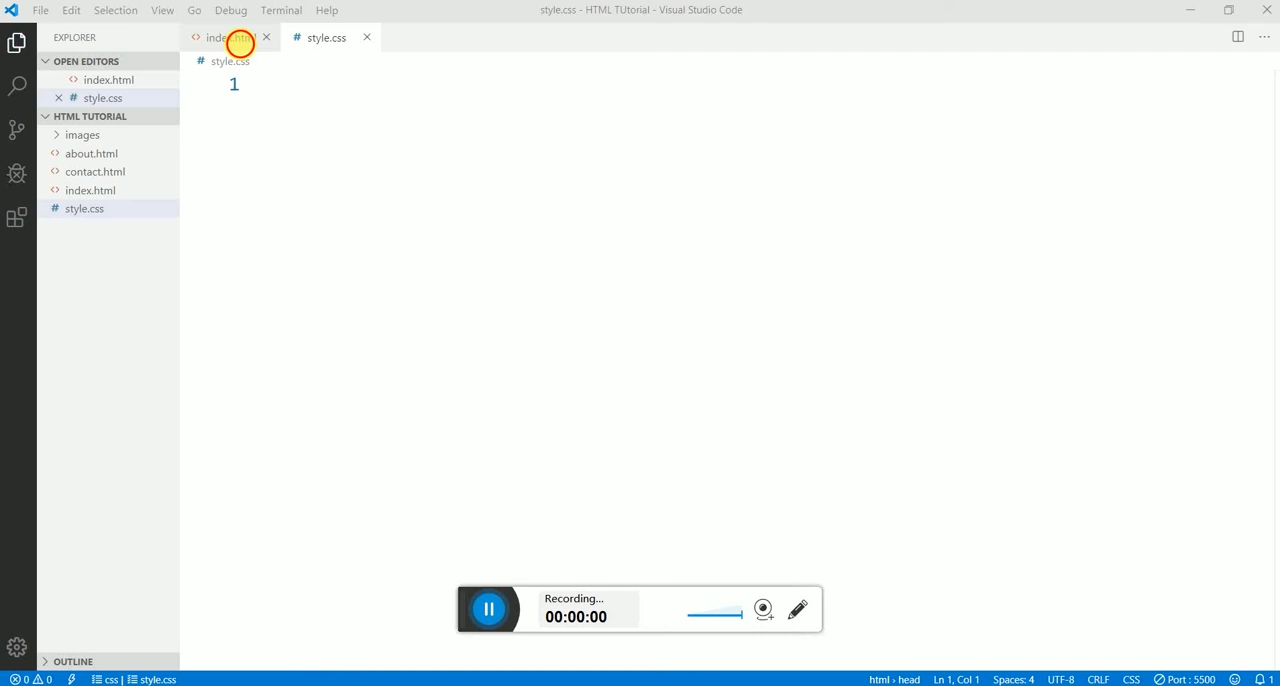 File Edit Selection View Go Debug Terminal Help
style.css - HTML TUtorial - Visual Studio Code
EXPLORER
index.html
style.css
OPEN EDITORS
style.css
index.html
1
style.css
HTML TUTORIAL
images
about.html
contact.html
index.html
style.css
Recording...
00:00:00
OUTLINE
0 0 css | style.css html › head Ln 1, Col 1 Spaces: 4 UTF-8 CRLF CSS Port : 5500 1